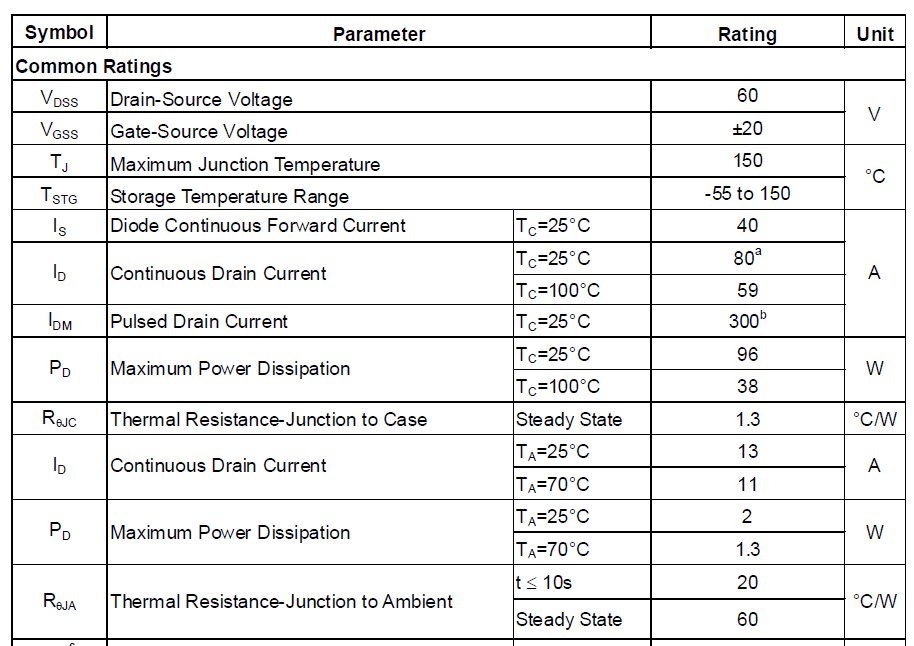 Symbol Parameter Rating Unit
Common Ratings
VDSS Drain-Source Voltage 60 V
VGSS Gate-Source Voltage ±20
TJ Maximum Junction Temperature 150 °C
TSTG Storage Temperature Range -55 to 150
IS Diode Continuous Forward Current TC=25°C 40 A
ID Continuous Drain Current TC=25°C 80a
TC=100°C 59
IDM Pulsed Drain Current TC=25°C 300b
PD Maximum Power Dissipation TC=25°C 96 W
TC=100°C 38
RθJC Thermal Resistance-Junction to Case Steady State 1.3 °C/W
ID Continuous Drain Current TA=25°C 13 A
TA=70°C 11
PD Maximum Power Dissipation TA=25°C 2 W
TA=70°C 1.3
RθJA Thermal Resistance-Junction to Ambient t ≤ 10s 20 °C/W
Steady State 60